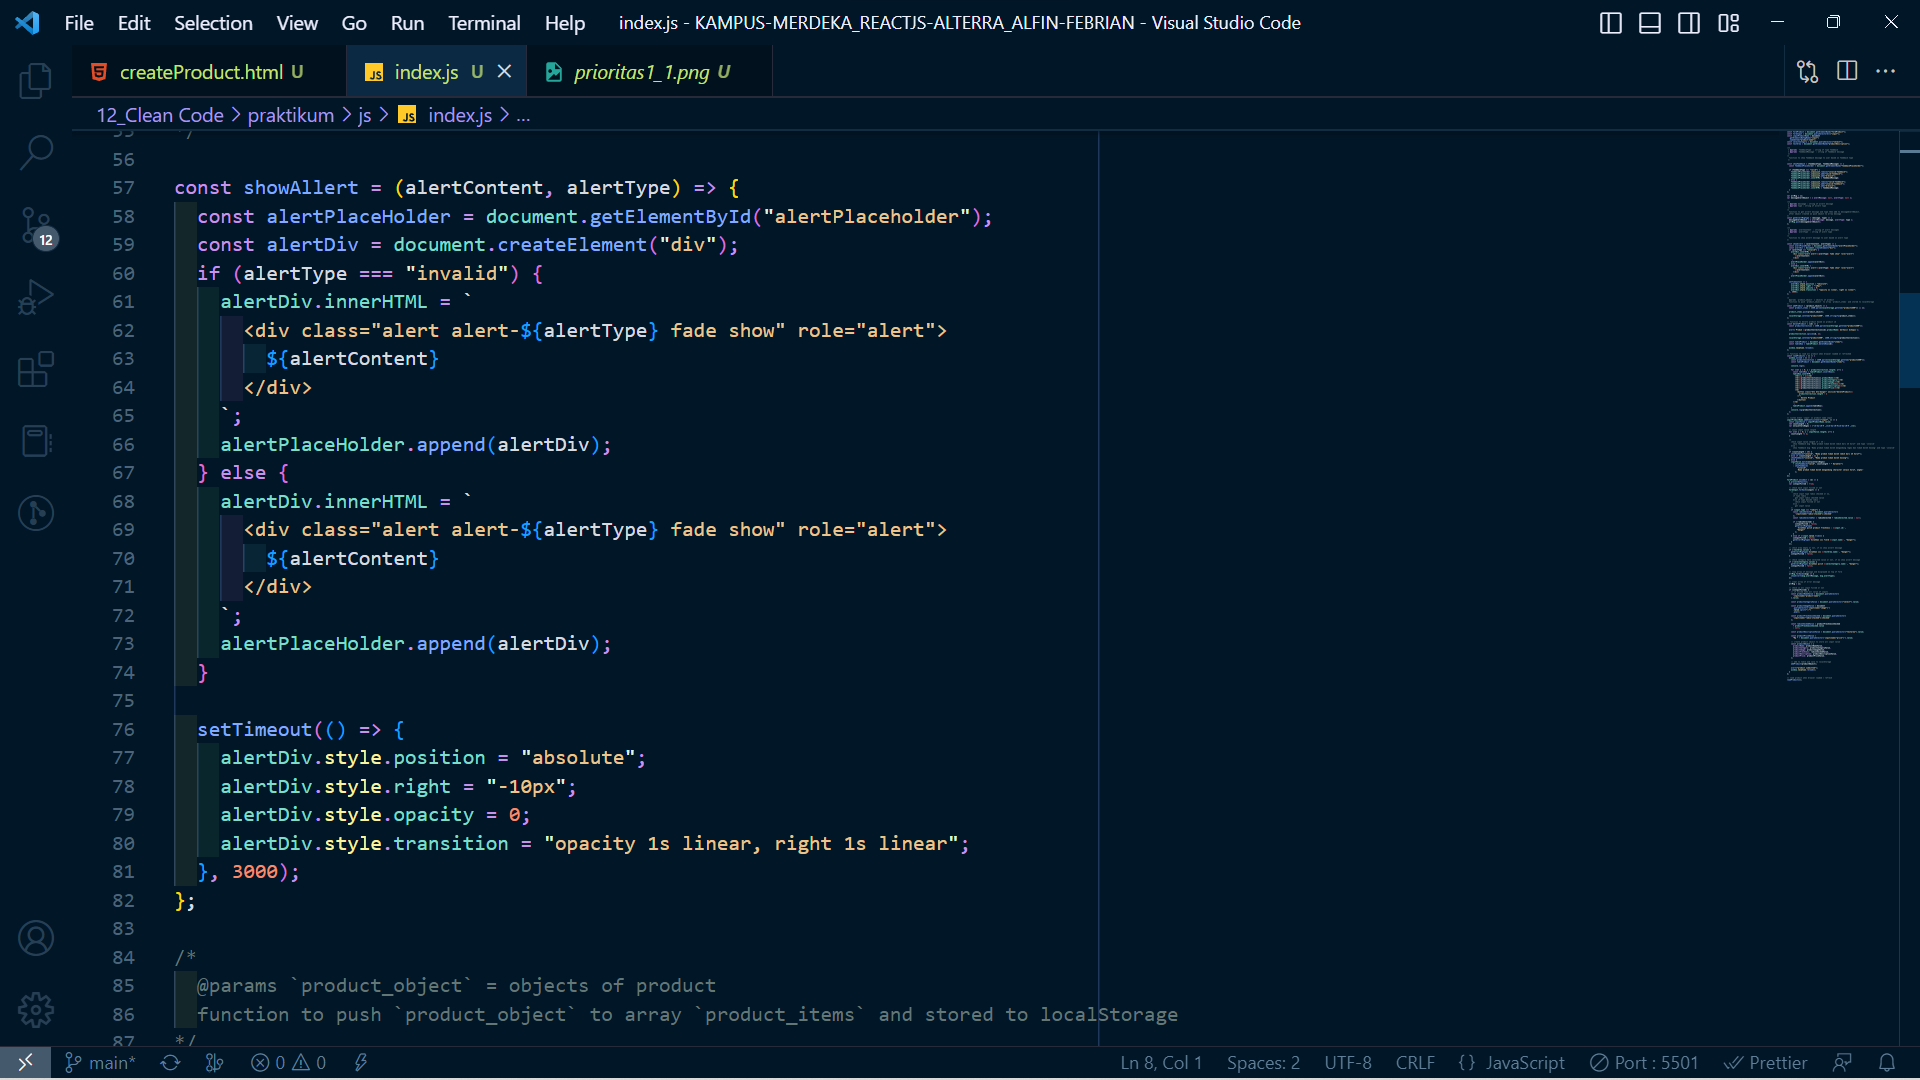 File Edit Selection View Go Run Terminal Help index.js - KAMPUS-MERDEKA_REACTJS-ALTERRA_ALFIN-FEBRIAN - Visual Studio Code
createProduct.html U JS index.js U prioritas1_1.png U
12_Clean Code > praktikum > js > JS index.js > ...
55 */
56
57 const showAllert = (alertContent, alertType) => {
58 const alertPlaceHolder = document.getElementById("alertPlaceholder");
59 const alertDiv = document.createElement("div");
60 if (alertType === "invalid") {
61 alertDiv.innerHTML = `
62 <div class="alert alert-${alertType} fade show" role="alert">
63 ${alertContent}
64 </div>
65 `;
66 alertPlaceHolder.append(alertDiv);
67 } else {
68 alertDiv.innerHTML = `
69 <div class="alert alert-${alertType} fade show" role="alert">
70 ${alertContent}
71 </div>
72 `;
73 alertPlaceHolder.append(alertDiv);
74 }
75
76 setTimeout(() => {
77 alertDiv.style.position = "absolute";
78 alertDiv.style.right = "-10px";
79 alertDiv.style.opacity = 0;
80 alertDiv.style.transition = "opacity 1s linear, right 1s linear";
81 }, 3000);
82 };
83
84 /*
85 @params `product_object` = objects of product
86 function to push `product_object` to array `product_items` and stored to localStorage
87 */
12
main* 0 0 Ln 8, Col 1 Spaces: 2 UTF-8 CRLF {} JavaScript Port : 5501 Prettier